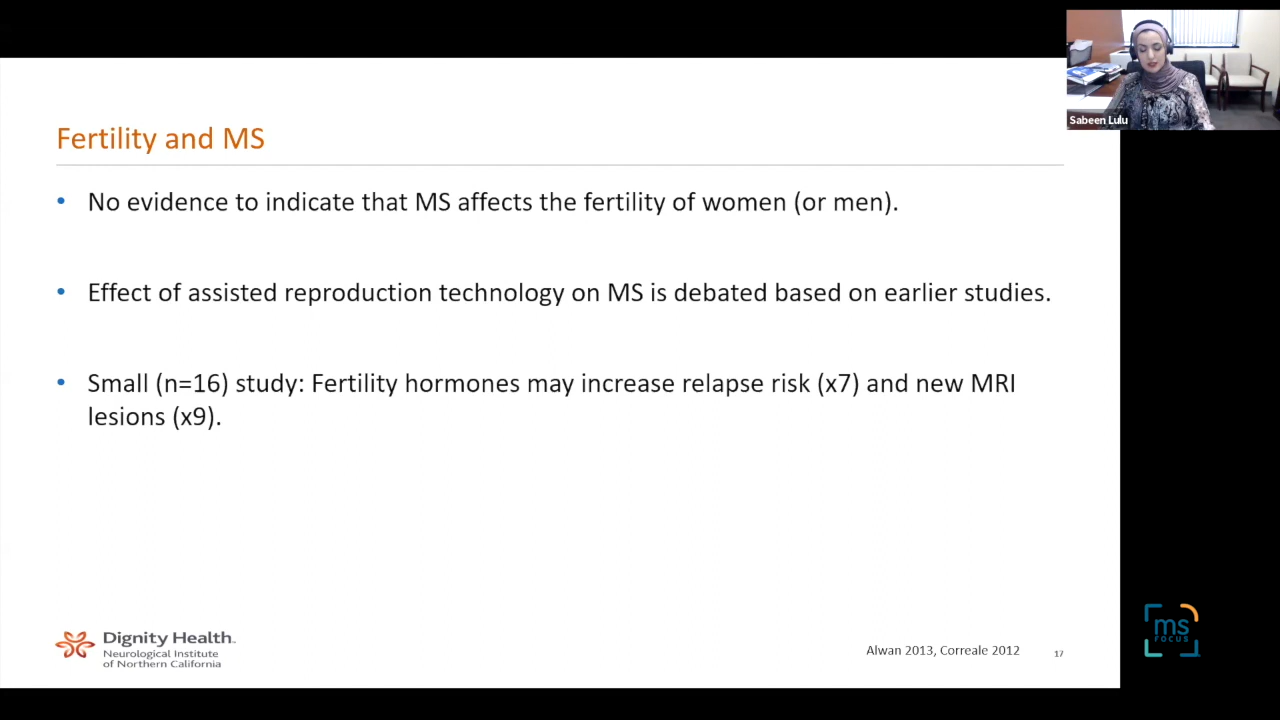 Sabeen Lulu
Fertility and MS
• No evidence to indicate that MS affects the fertility of women (or men).
• Effect of assisted reproduction technology on MS is debated based on earlier studies.
• Small (n=16) study: Fertility hormones may increase relapse risk (x7) and new MRI
lesions (x9).
Dignity Health™
Neurological Institute
of Northern California
Alwan 2013, Correale 2012
17
ms
FOCUS